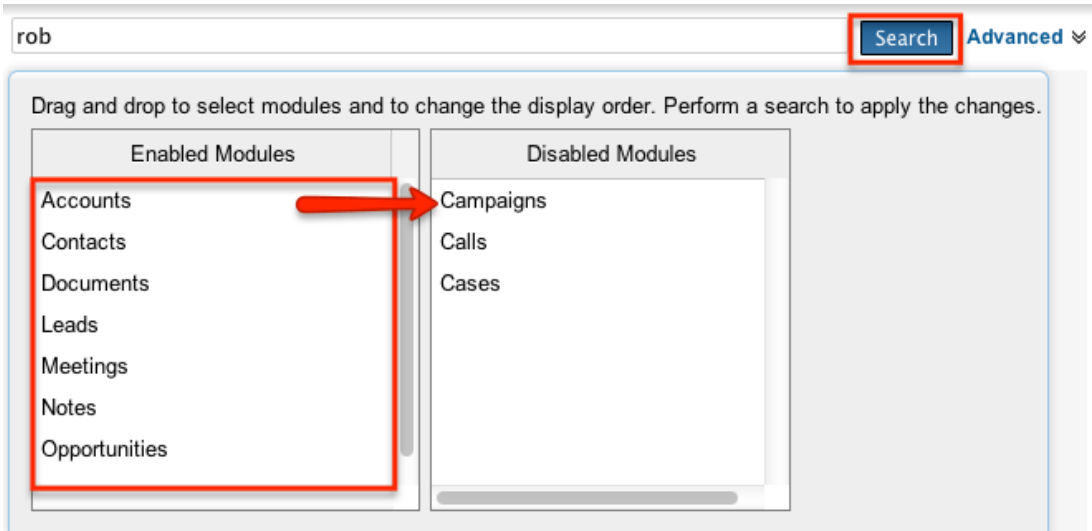 rob
Search Advanced
Drag and drop to select modules and to change the display order. Perform a search to apply the changes.
Enabled Modules Disabled Modules
Accounts Campaigns
Contacts Calls
Documents Cases
Leads
Meetings
Notes
Opportunities